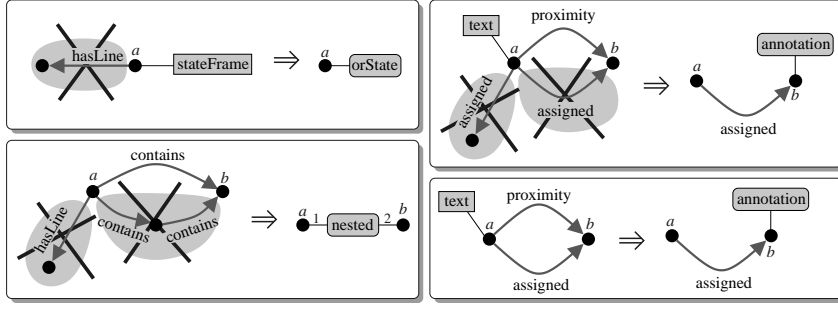 hasLine a
stateFrame
⇒
a
orState
text
proximity
a
b
assigned
assigned
⇒
annotation
a
b
assigned
contains
a
b
hasLine
contains
contains
⇒
a
1
nested
2
b
text
proximity
a
b
assigned
⇒
annotation
a
b
assigned